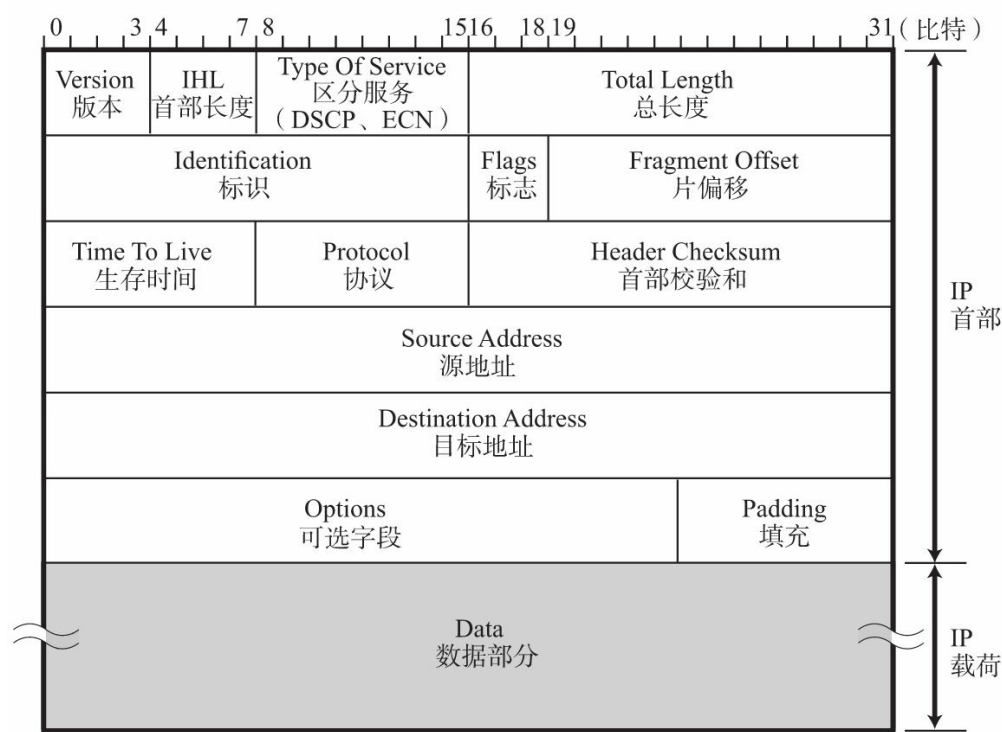 0 3 4 7 8 15 16 18 19 31（比特）
Version
版本
IHL
首部长度
Type Of Service
区分服务
（DSCP、ECN）
Total Length
总长度
Identification
标识
Flags
标志
Fragment Offset
片偏移
Time To Live
生存时间
Protocol
协议
Header Checksum
首部校验和
Source Address
源地址
Destination Address
目标地址
Options
可选字段
Padding
填充
IP
首部
Data
数据部分
IP
载荷